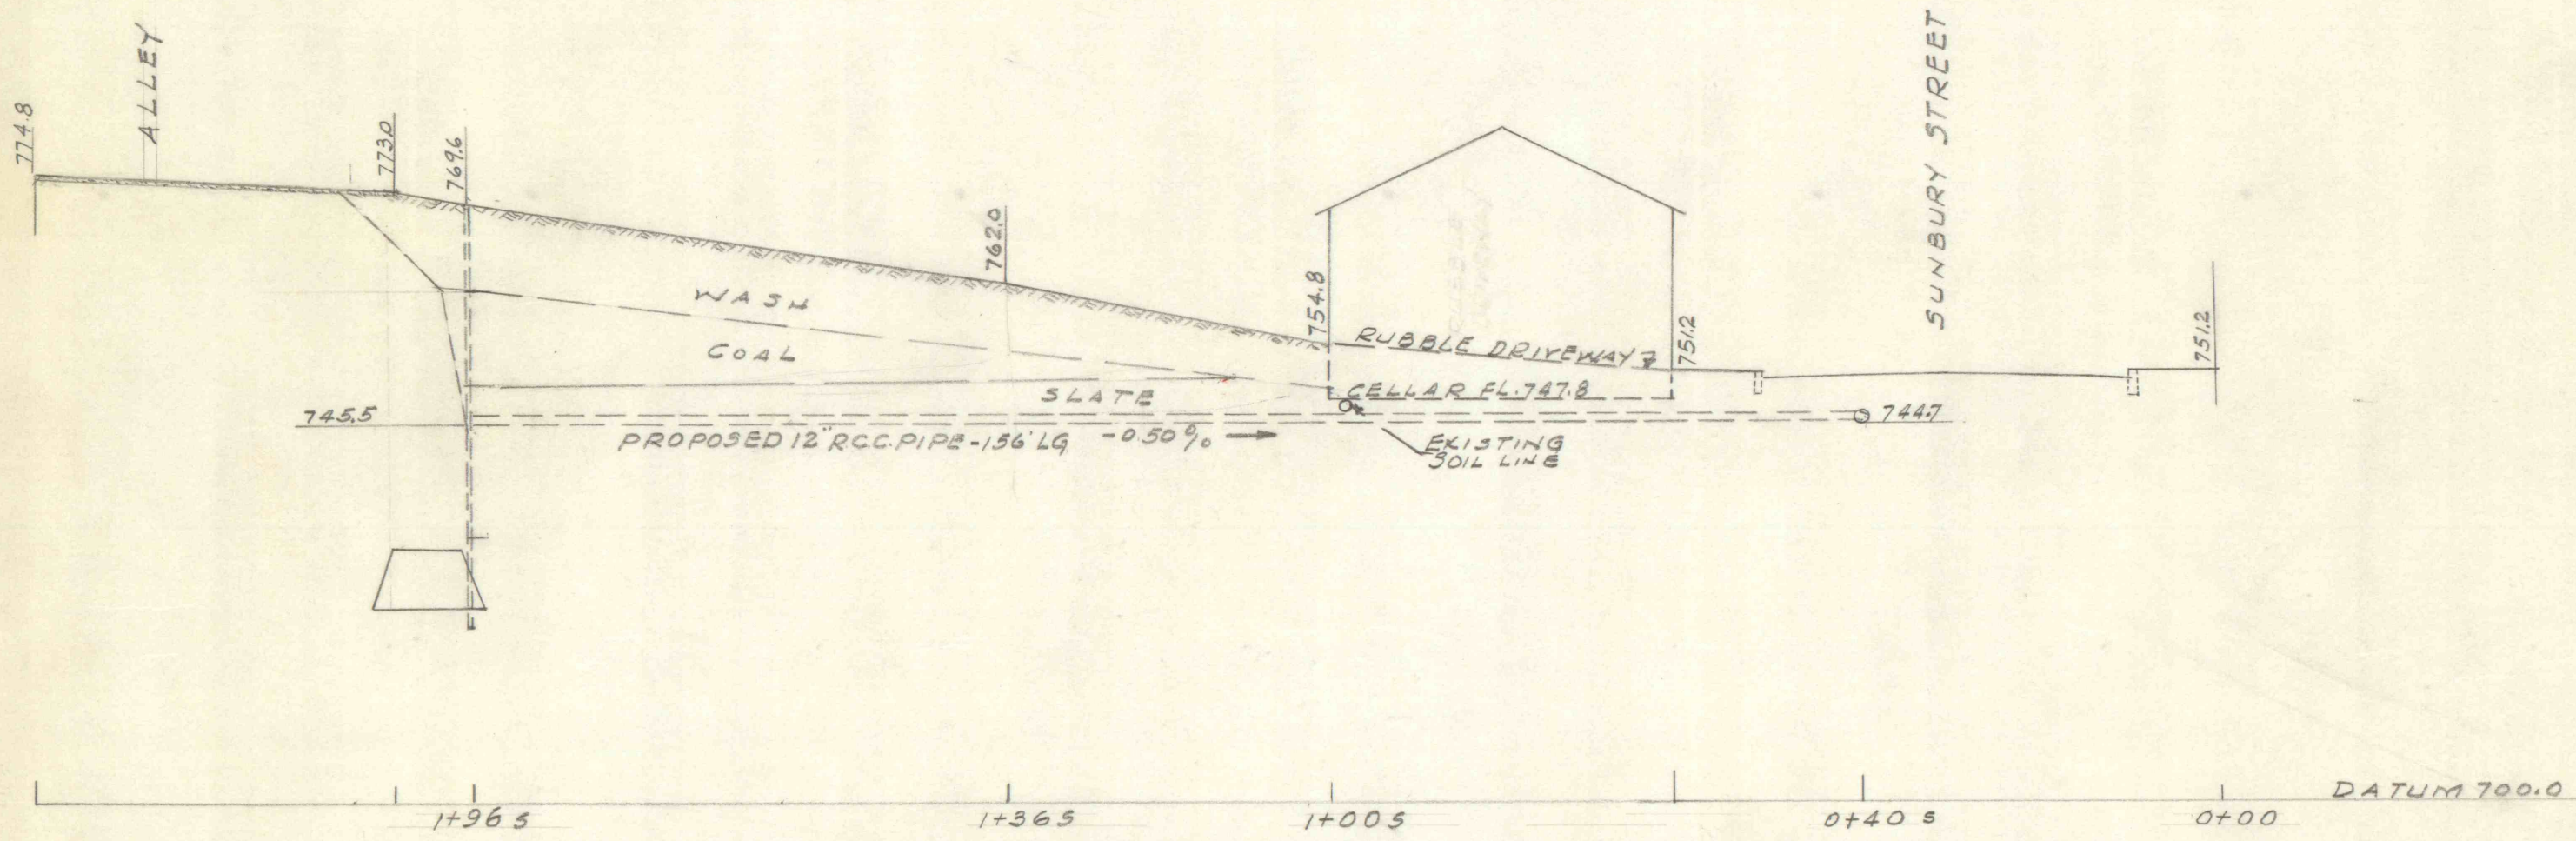 774.8
ALLEY
773.0
769.6
762.0
754.8
751.2
SUNBURY STREET
751.2
WASH
COAL
SLATE
RUBBLE DRIVEWAY
CELLAR FL. 747.8
745.5
744.7
PROPOSED 12" R.C.C. PIPE - 156' LG -0.50%
EXISTING
SOIL LINE
DATUM 700.0
1+96 S
1+36 S
1+00 S
0+40 S
0+00